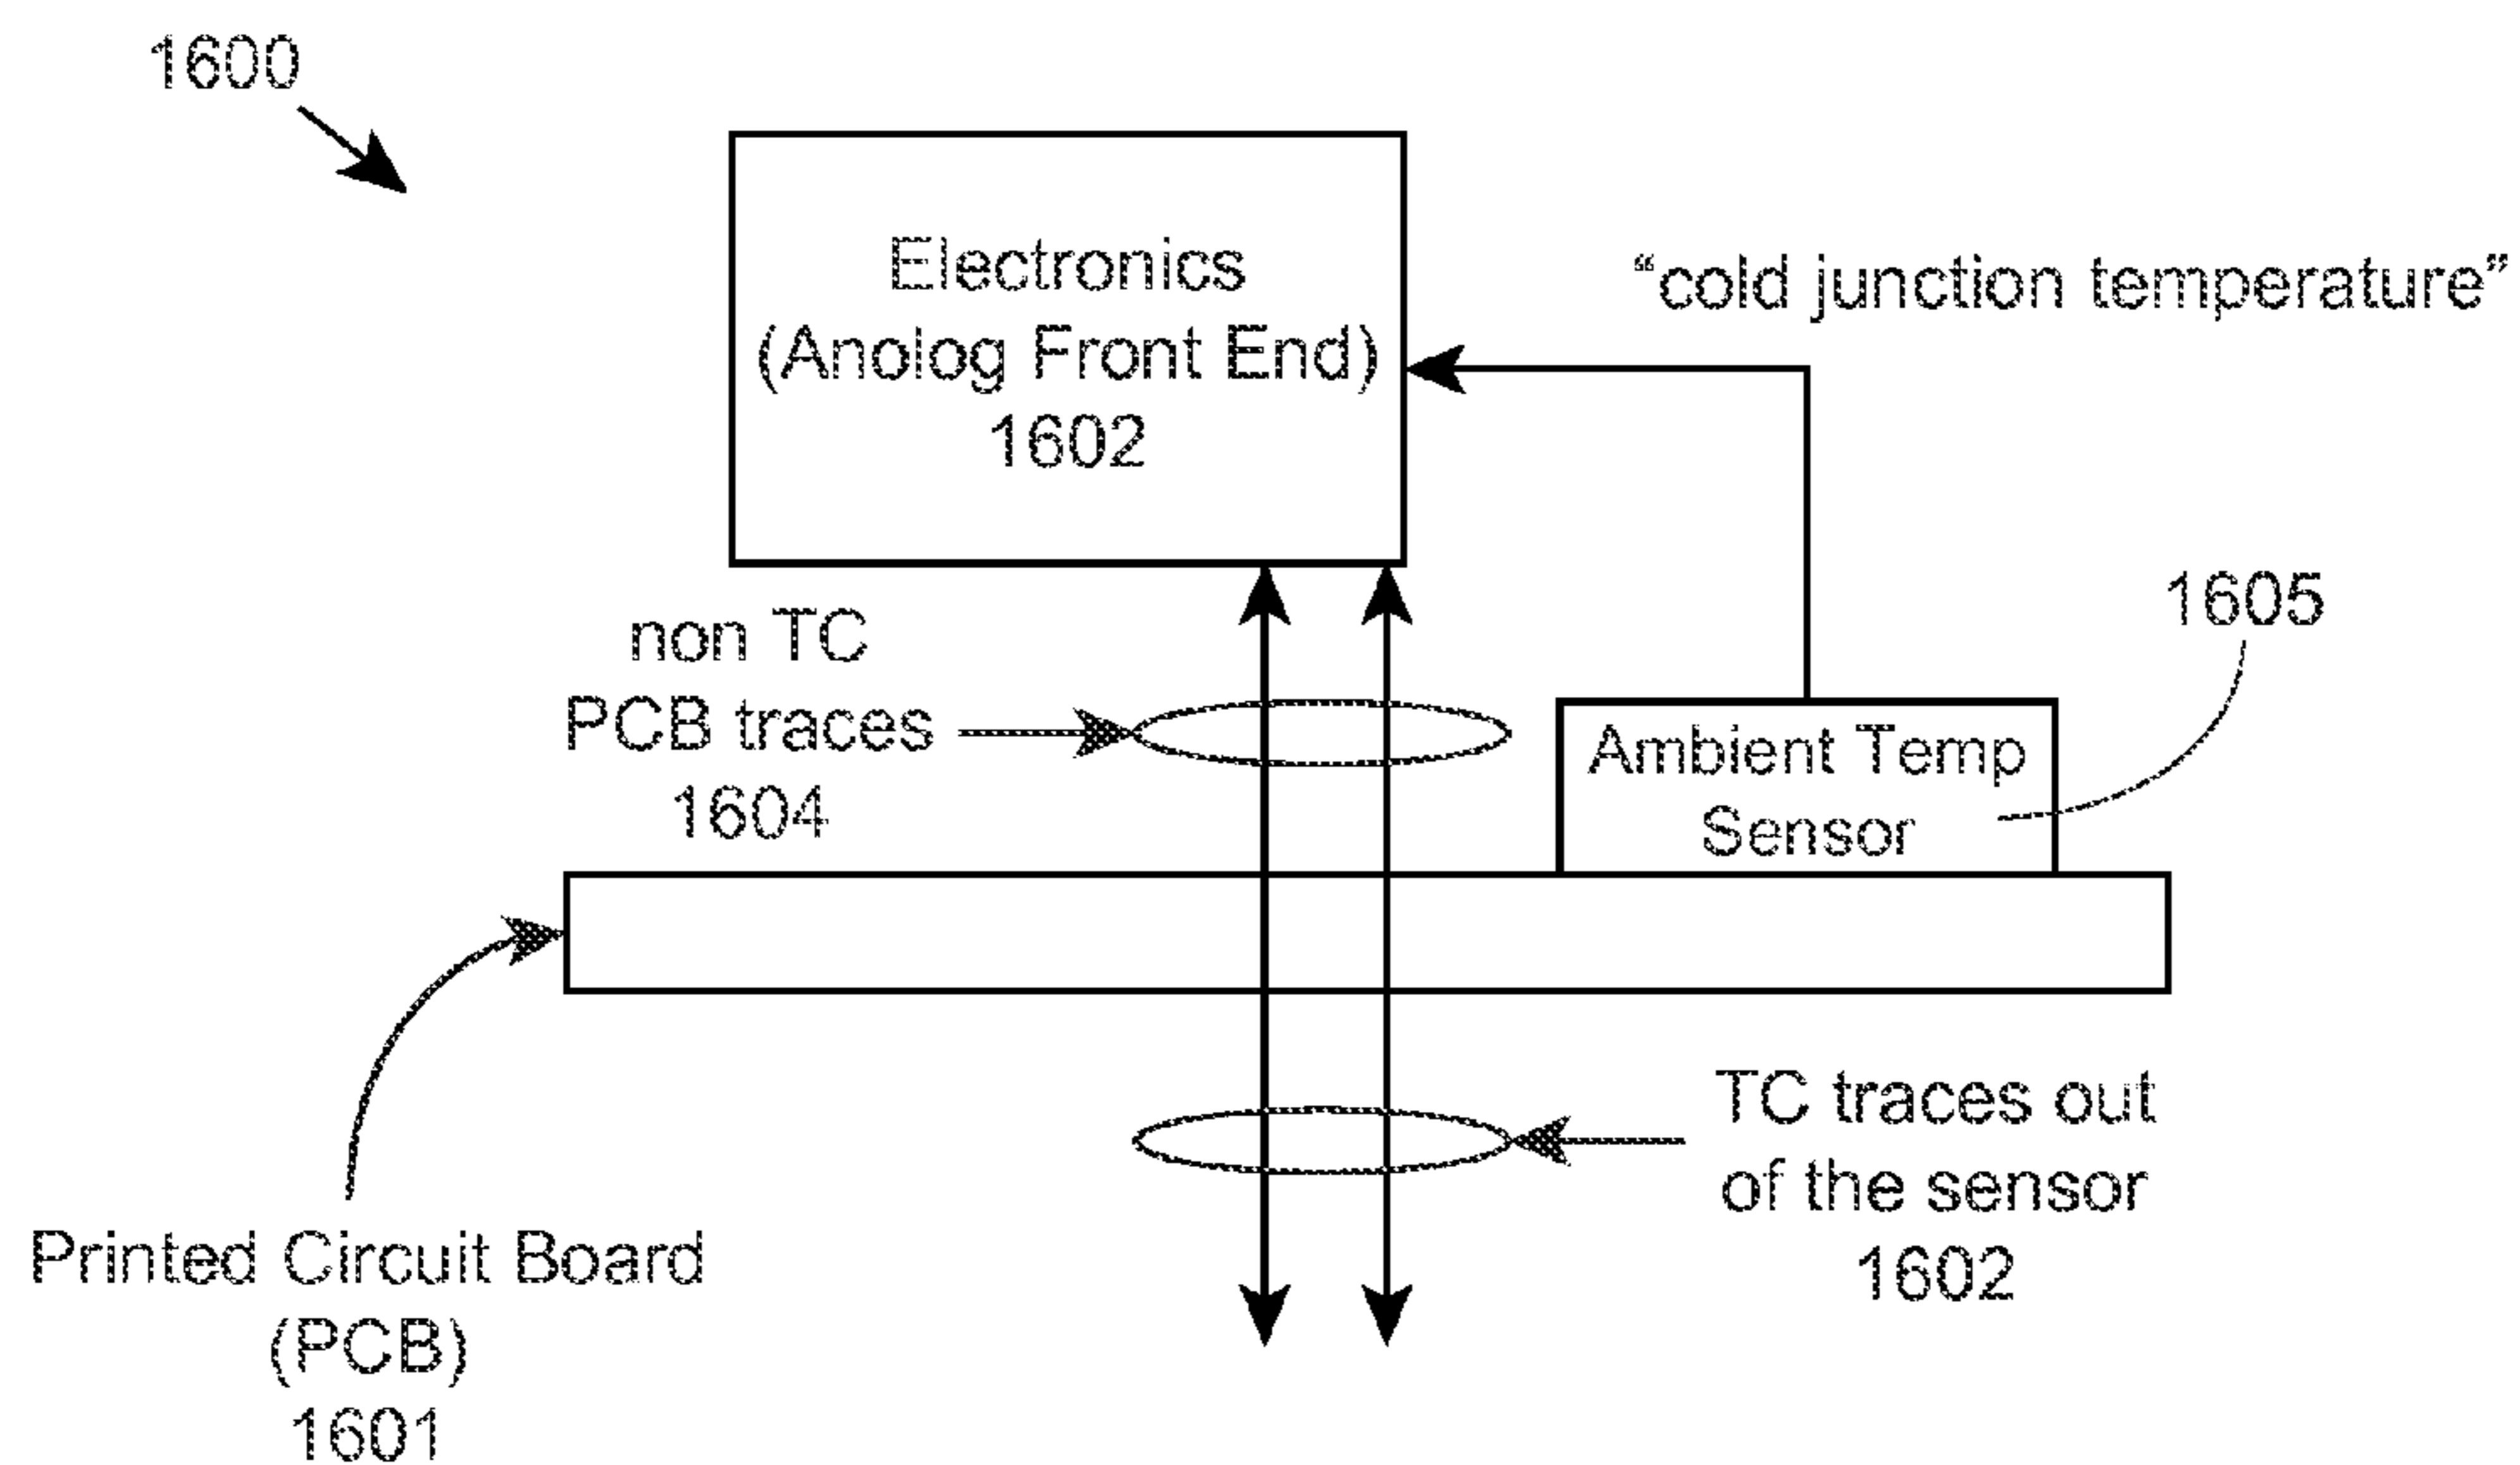 1600
Electronics
(Anolog Front End)
1602
“cold junction temperature”
non TC
PCB traces
1604
1605
Ambient Temp
Sensor
TC traces out
of the sensor
1602
Printed Circuit Board
(PCB)
1601